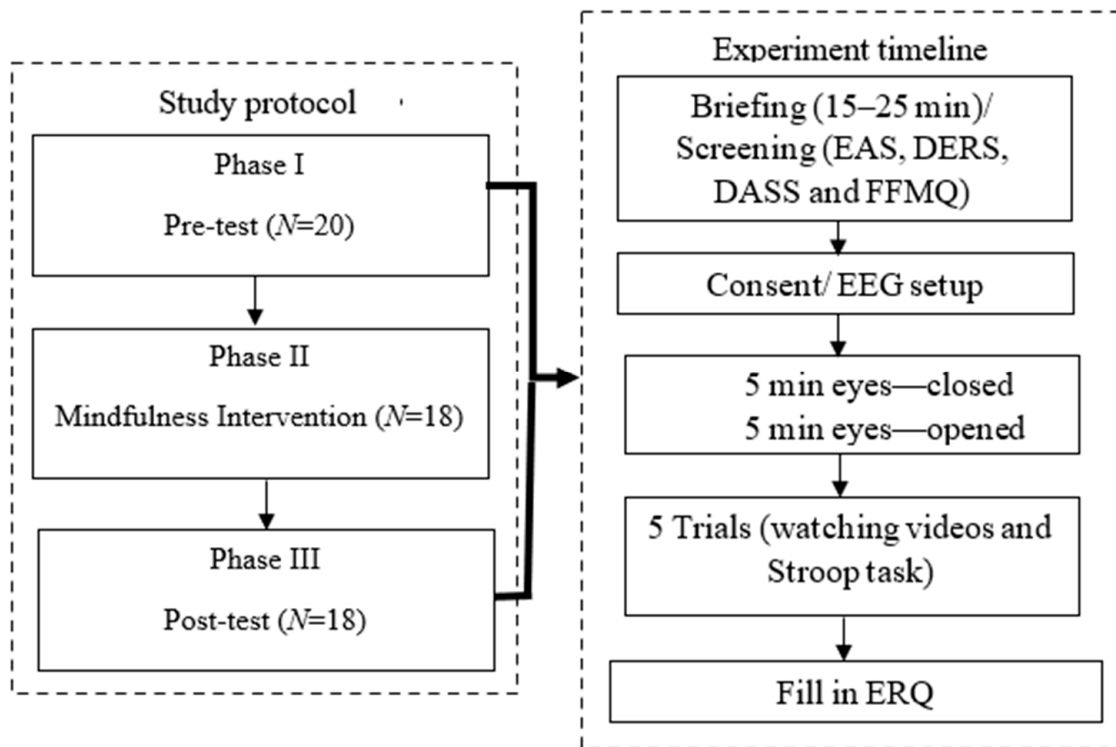 Study protocol
Phase I
Pre-test (N=20)
Phase II
Mindfulness Intervention (N=18)
Phase III
Post-test (N=18)
Experiment timeline
Briefing (15–25 min)/
Screening (EAS, DERS,
DASS and FFMQ)
Consent/ EEG setup
5 min eyes—closed
5 min eyes—opened
5 Trials (watching videos and
Stroop task)
Fill in ERQ